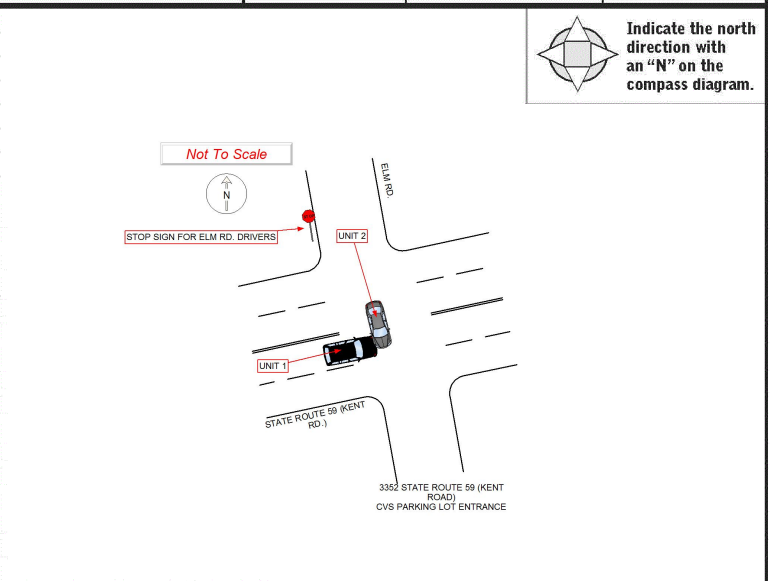 Indicate the north
direction with
an “N” on the
compass diagram.
Not To Scale
N
ELM RD.
STOP SIGN FOR ELM RD. DRIVERS
UNIT 2
UNIT 1
STATE ROUTE 59 (KENT
RD.)
3352 STATE ROUTE 59 (KENT
ROAD)
CVS PARKING LOT ENTRANCE